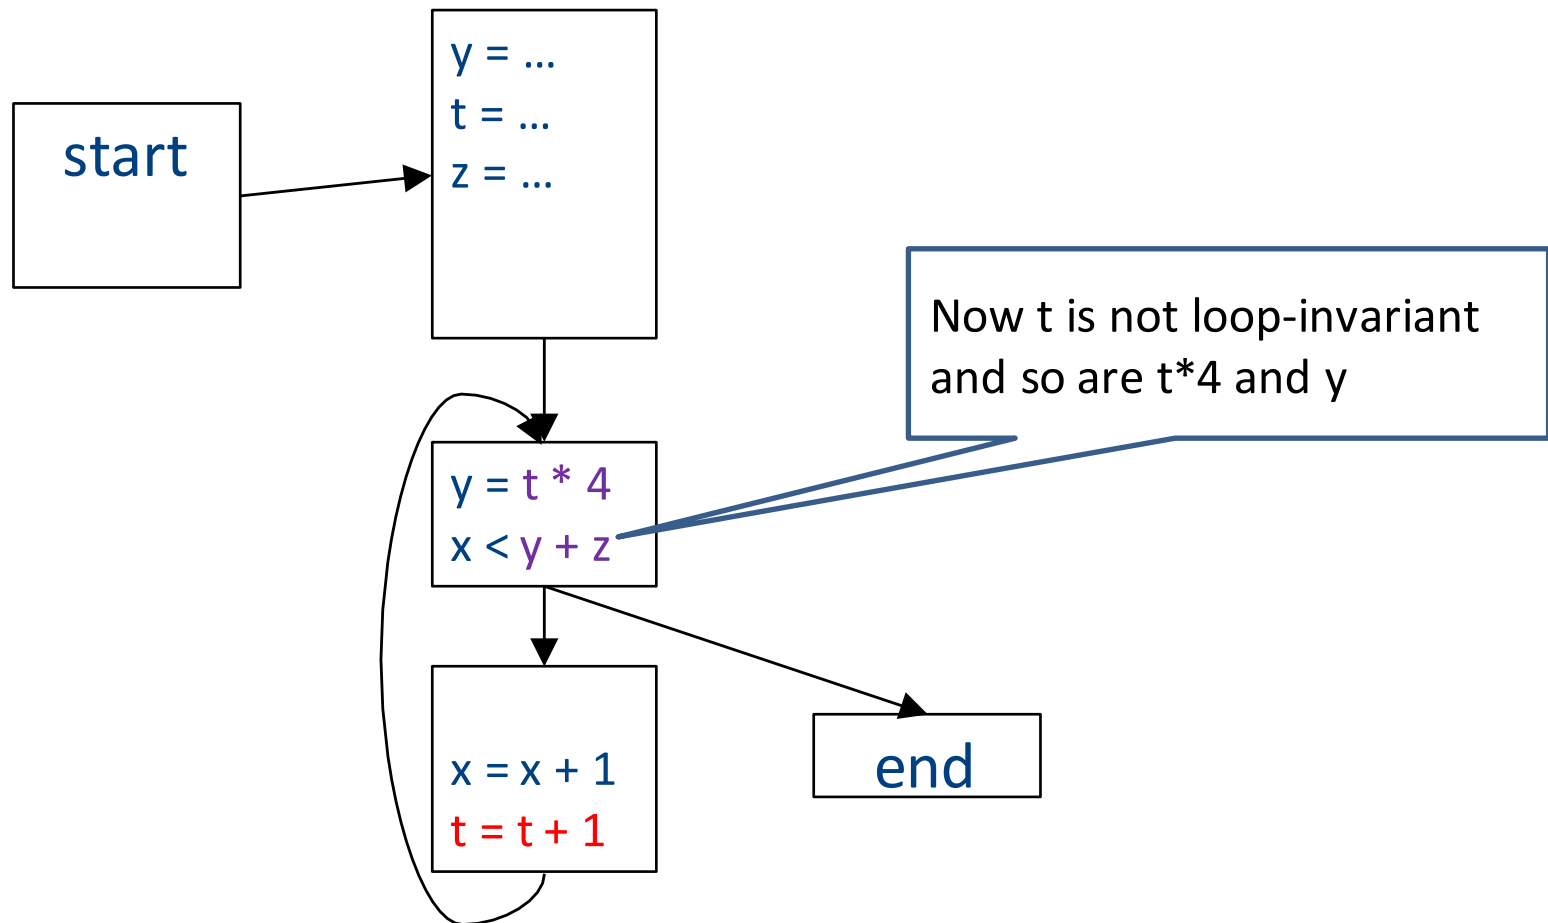 start
y = …
t = …
z = …
Now t is not loop-invariant
and so are t*4 and y
y = t * 4
x < y + z
x = x + 1
t = t + 1
end